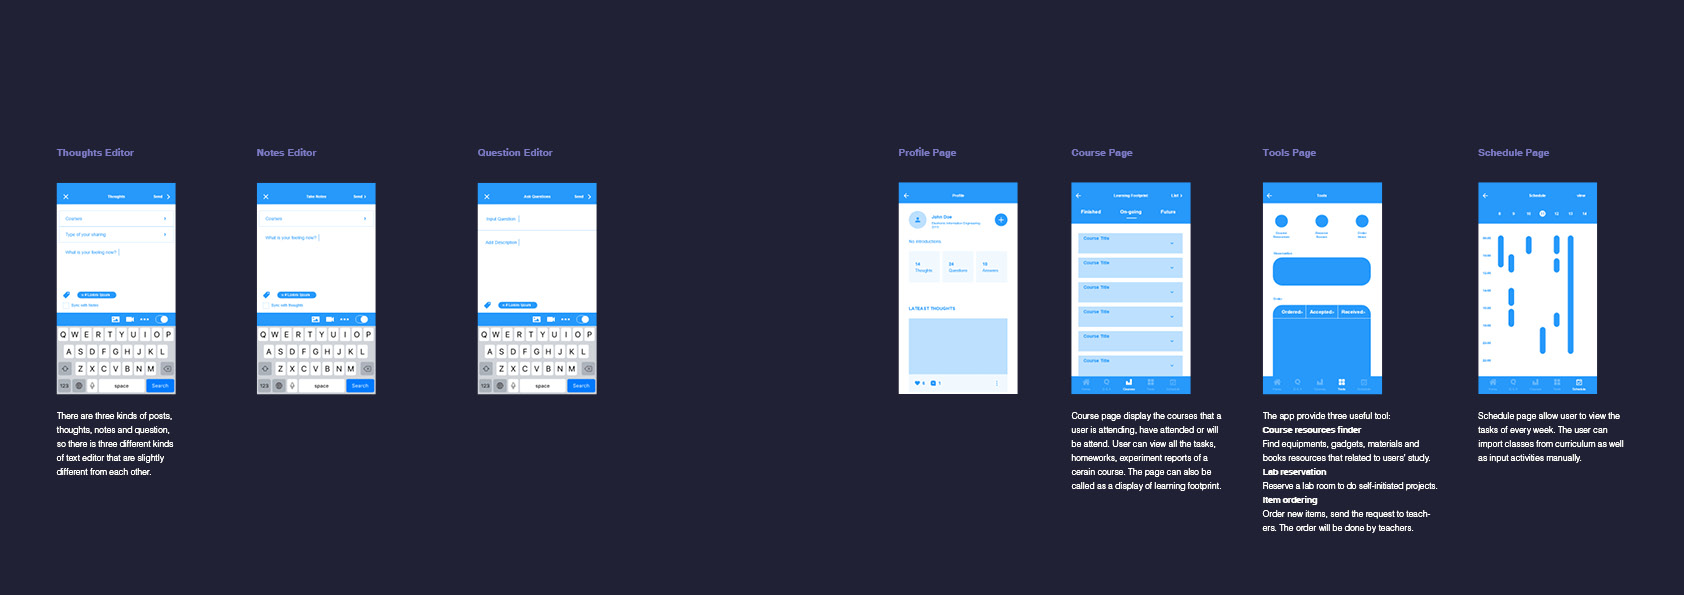 Thoughts Editor
Notes Editor
Question Editor
Profile Page
Course Page
Tools Page
Schedule Page
Thoughts
Send
Courses
Type of your sharing
What is your feeling now?
Q W E R T Y U I O P
A S D F G H J K L
Z X C V B N M
123
space
Search
Take Notes
Send
Courses
What is your feeling now?
Q W E R T Y U I O P
A S D F G H J K L
Z X C V B N M
123
space
Search
Ask Questions
Send
Input Question
Add Description
Q W E R T Y U I O P
A S D F G H J K L
Z X C V B N M
123
space
Search
Profile
John Doe
No introductions
Thoughts
Questions
Answers
LATEAST THOUGHTS
Learning Footprint
List
Finished
On-going
Future
Course Title
Course Title
Course Title
Course Title
Course Title
Course Title
Tools
Ordered
Accepted
Received
Tools
Schedule
view
8 9 10 11 12 13 14
Schedule
There are three kinds of posts,
thoughts, notes and question,
so there is three different kinds
of text editor that are slightly
different from each other.
Course page display the courses that a
user is attending, have attended or will
be attend. User can view all the tasks,
homeworks, experiment reports of a
cerain course. The page can also be
called as a display of learning footprint.
The app provide three useful tool:
Course resources finder
Find equipments, gadgets, materials and
books resources that related to users' study.
Lab reservation
Reserve a lab room to do self-initiated projects.
Item ordering
Order new items, send the request to teach-
ers. The order will be done by teachers.
Schedule page allow user to view the
tasks of every week. The user can
import classes from curriculum as well
as input activities manually.